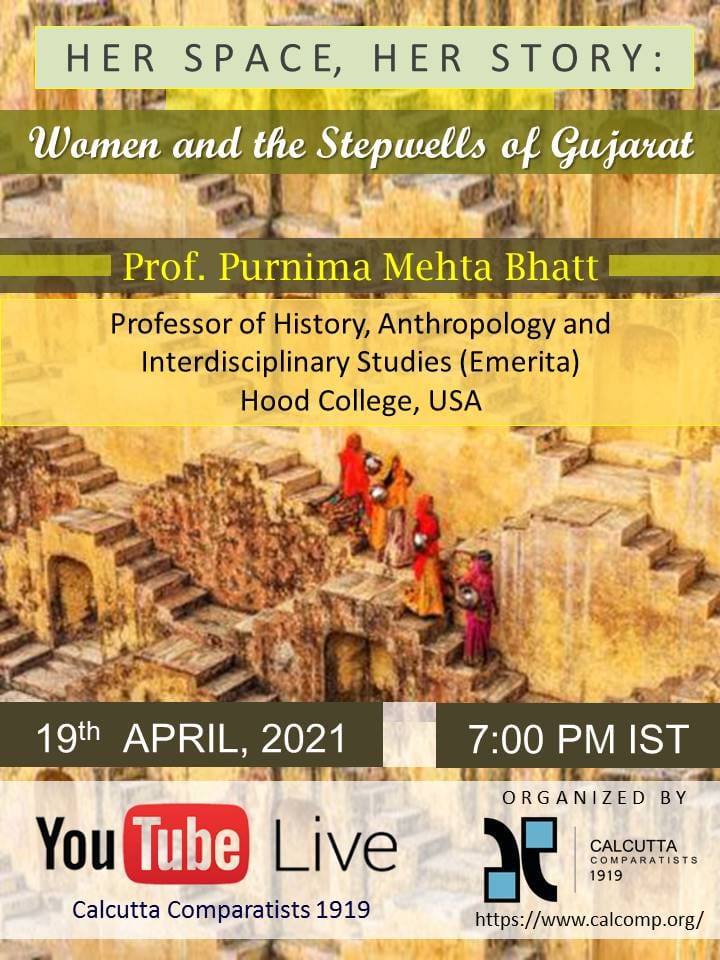 HER SPACE, HER STORY:
Women and the Stepwells of Gujarat
Prof. Purnima Mehta Bhatt
Professor of History, Anthropology and
Interdisciplinary Studies (Emerita)
Hood College, USA
19th APRIL, 2021
7:00 PM IST
YouTube Live
Calcutta Comparatists 1919
ORGANIZED BY
CALCUTTA
COMPARATISTS
1919
https://www.calcomp.org/